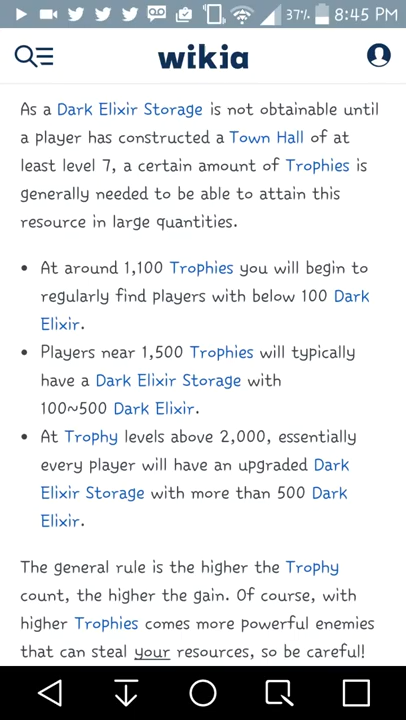 37% 8:45 PM
wikia
As a Dark Elixir Storage is not obtainable until
a player has constructed a Town Hall of at
least level 7, a certain amount of Trophies is
generally needed to be able to attain this
resource in large quantities.
• At around 1,100 Trophies you will begin to
regularly find players with below 100 Dark
Elixir.
• Players near 1,500 Trophies will typically
have a Dark Elixir Storage with
100~500 Dark Elixir.
• At Trophy levels above 2,000, essentially
every player will have an upgraded Dark
Elixir Storage with more than 500 Dark
Elixir.
The general rule is the higher the Trophy
count, the higher the gain. Of course, with
higher Trophies comes more powerful enemies
that can steal your resources, so be careful!